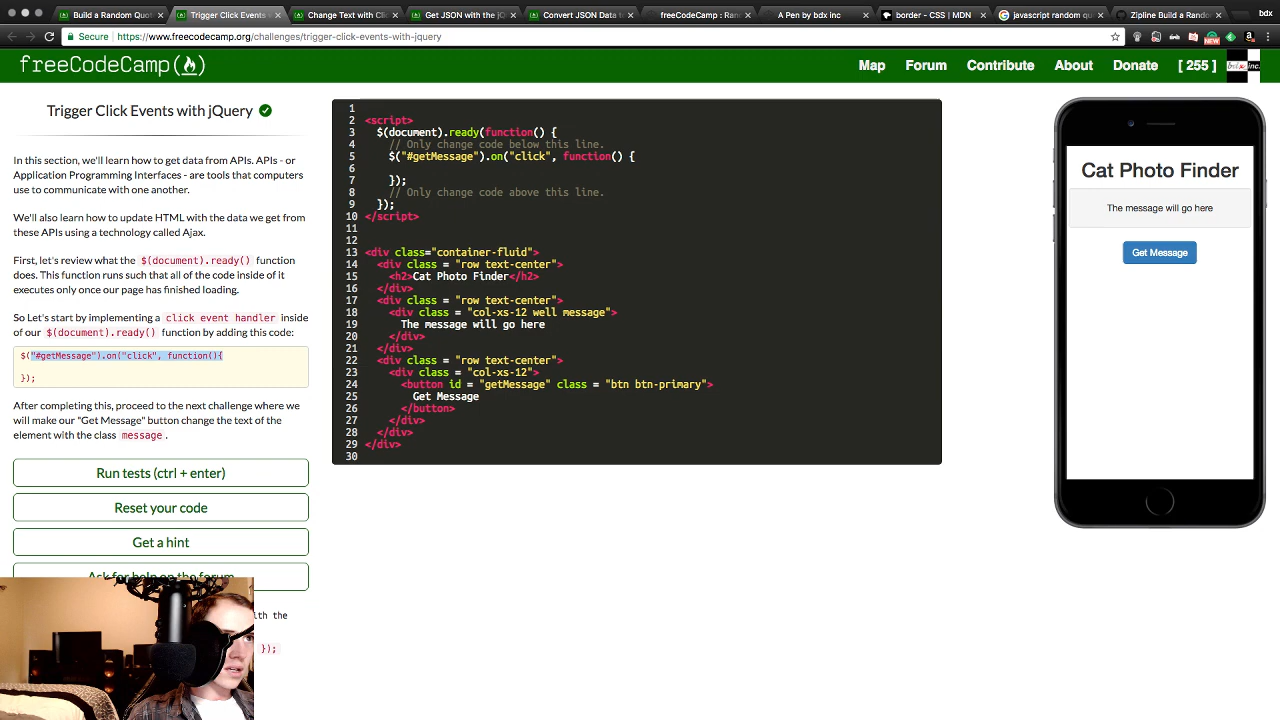 Build a Random Quot
Trigger Click Events
Change Text with Clic
Get JSON with the jQ
Convert JSON Data to
freeCodeCamp : Ran
A Pen by bdx inc
border - CSS | MDN
javascript random qu
Zipline Build a Rando
bdx
Secure
https://www.freecodecamp.org/challenges/trigger-click-events-with-jquery
NEW
freeCodeCamp
Map
Forum
Contribute
About
Donate
[ 255 ]
bdx inc.
Trigger Click Events with jQuery
In this section, we'll learn how to get data from APIs. APIs - or
Application Programming Interfaces - are tools that computers
use to communicate with one another.
We'll also learn how to update HTML with the data we get from
these APIs using a technology called Ajax.
First, let's review what the $(document).ready() function
does. This function runs such that all of the code inside of it
executes only once our page has finished loading.
So Let's start by implementing a click event handler inside
of our $(document).ready() function by adding this code:
$("#getMessage").on("click", function(){
});
After completing this, proceed to the next challenge where we
will make our "Get Message" button change the text of the
element with the class message.
Run tests (ctrl + enter)
Reset your code
Get a hint
Ask for help on the forum
ith the
});
1
2 <script>
3 $(document).ready(function() {
4 // Only change code below this line.
5 $("#getMessage").on("click", function() {
6
7 });
8 // Only change code above this line.
9 });
10 </script>
11
12
13 <div class="container-fluid">
14 <div class = "row text-center">
15 <h2>Cat Photo Finder</h2>
16 </div>
17 <div class = "row text-center">
18 <div class = "col-xs-12 well message">
19 The message will go here
20 </div>
21 </div>
22 <div class = "row text-center">
23 <div class = "col-xs-12">
24 <button id = "getMessage" class = "btn btn-primary">
25 Get Message
26 </button>
27 </div>
28 </div>
29 </div>
30
Cat Photo Finder
The message will go here
Get Message